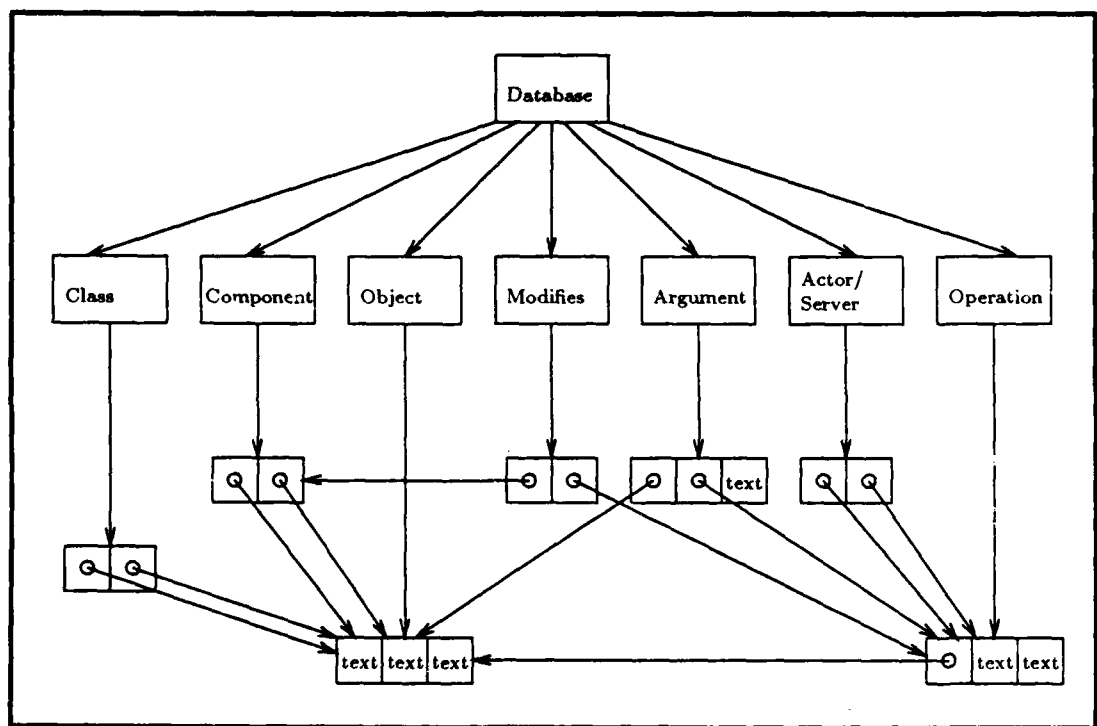 Database
Class
Component
Object
Modifies
Argument
Actor/
Server
Operation
text
text text text
text text